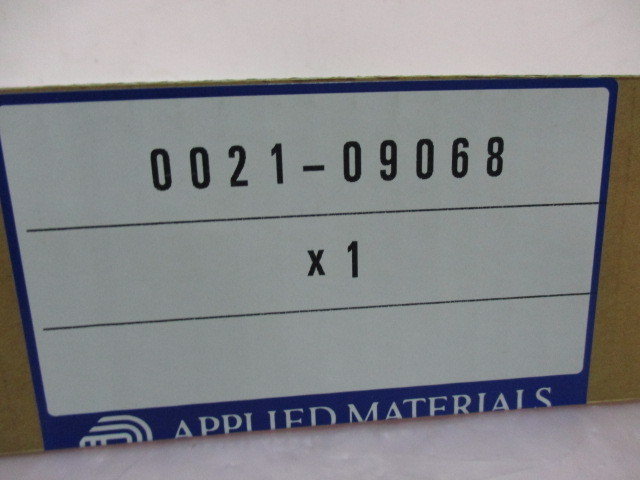 0021-09068
x 1
APPLIED MATERIALS